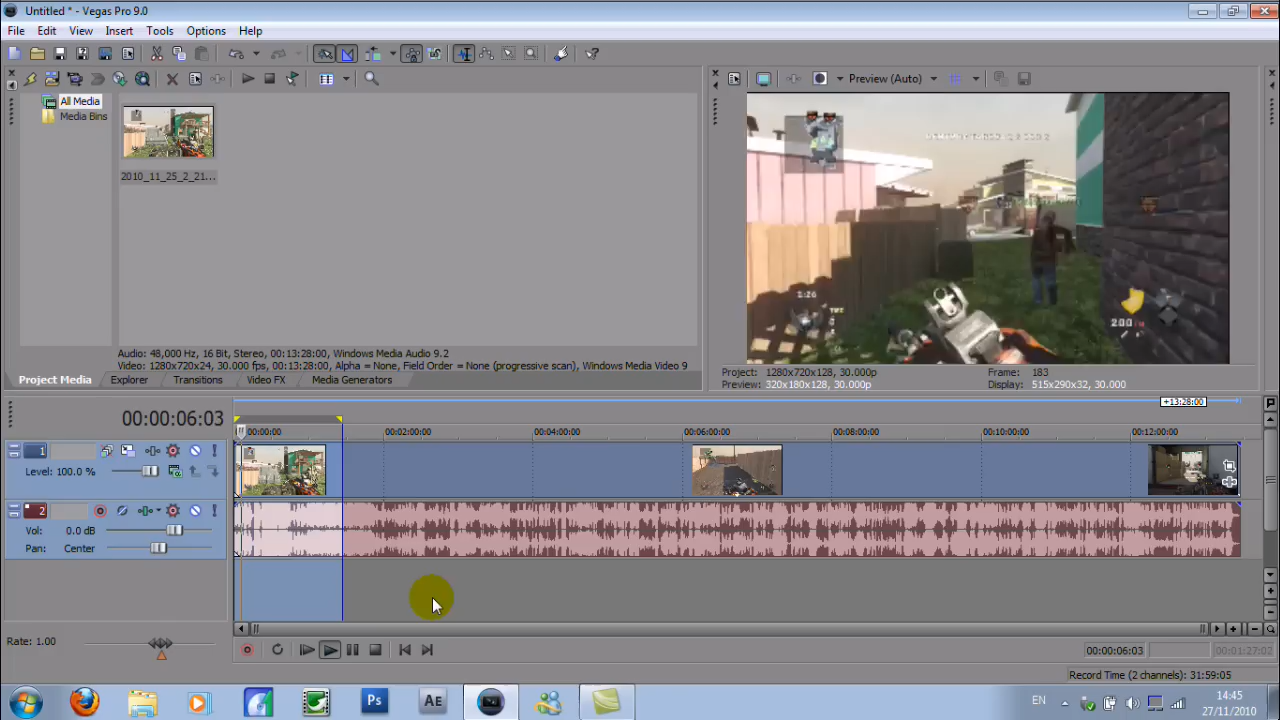 Untitled * - Vegas Pro 9.0
File Edit View Insert Tools Options Help
All Media
Media Bins
2010_11_25_2_21...
Preview (Auto)
2:26
200
Audio: 48,000 Hz, 16 Bit, Stereo, 00:13:28:00, Windows Media Audio 9.2
Video: 1280x720x24, 30.000 fps, 00:13:28:00, Alpha = None, Field Order = None (progressive scan), Windows Media Video 9
Project Media Explorer Transitions Video FX Media Generators
Project: 1280x720x128, 30.000p Frame: 183
Preview: 320x180x128, 30.000p Display: 515x290x32, 30.000
+13:28:00
00:00:06:03
00:00:00 00:02:00:00 00:04:00:00 00:06:00:00 00:08:00:00 00:10:00:00 00:12:00:00
1
Level: 100.0 %
2
Vol: 0.0 dB
Pan: Center
Rate: 1.00
00:00:06:03 00:01:27:02
Record Time (2 channels): 31:59:05
Ps AE EN 14:45
27/11/2010